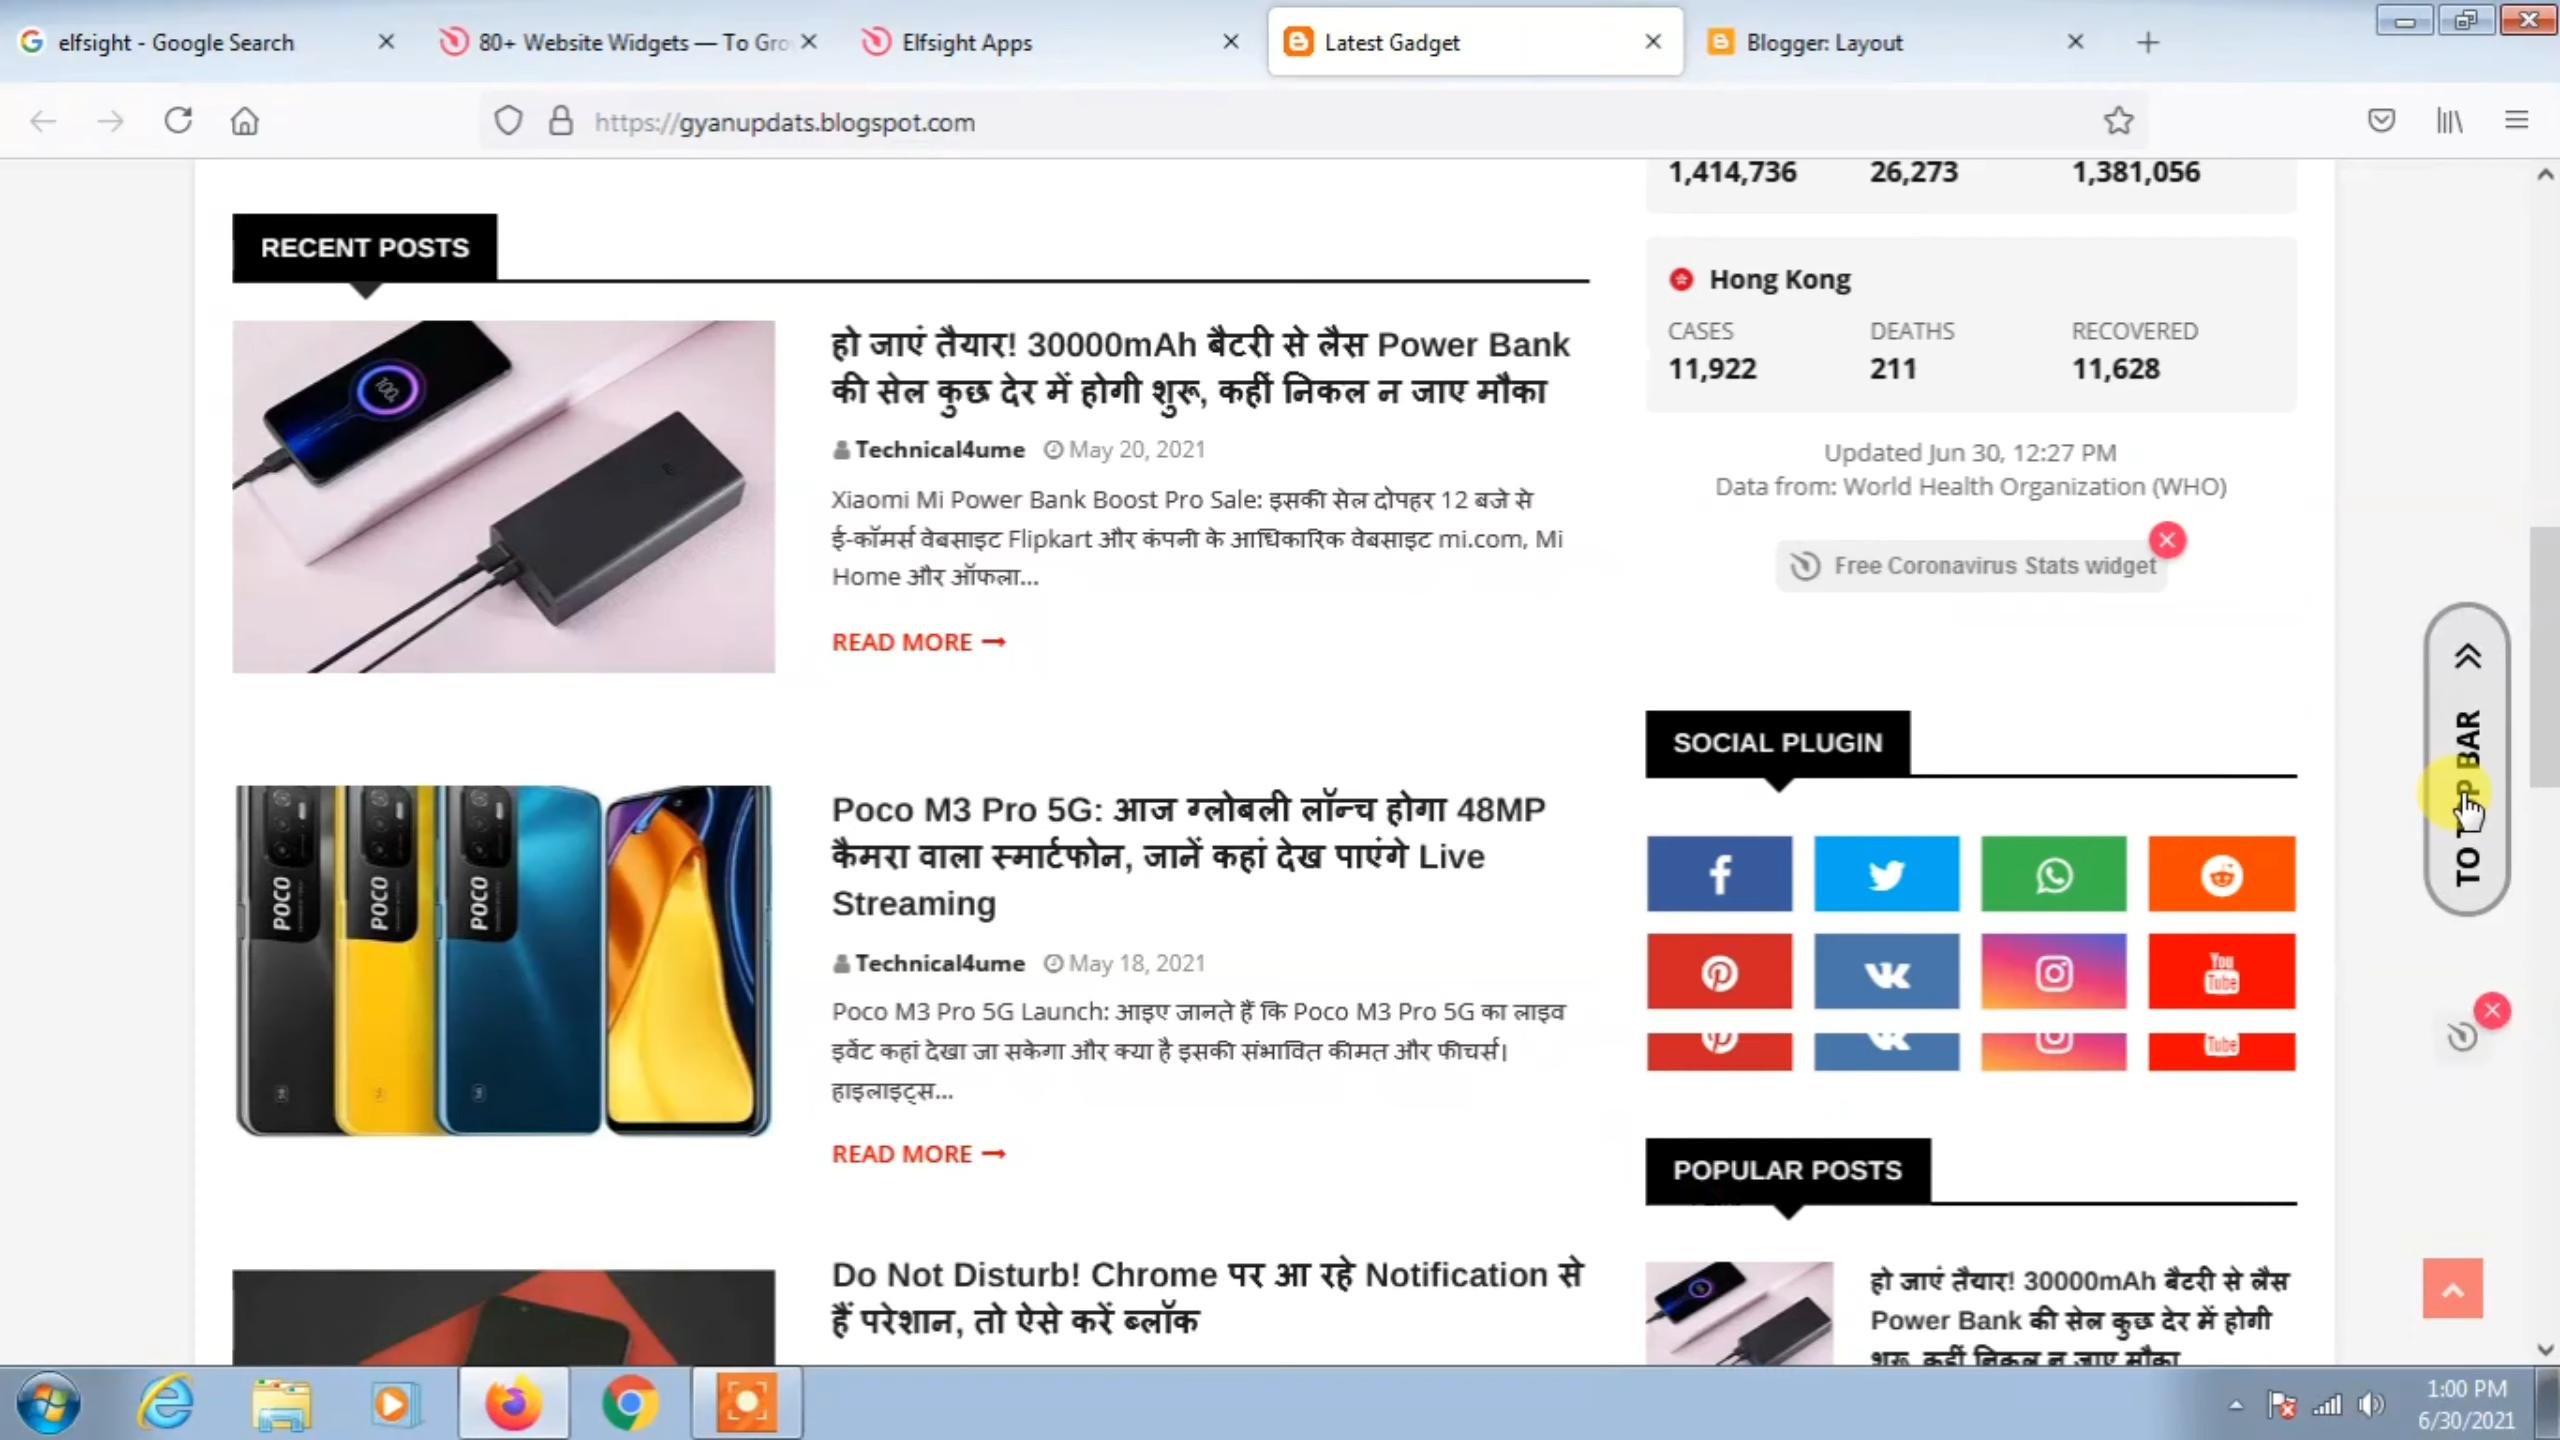 elfsight - Google Search
80+ Website Widgets — To Gro
Elfsight Apps
Latest Gadget
Blogger: Layout
https://gyanupdats.blogspot.com
RECENT POSTS
100
हो जाएं तैयार! 30000mAh बैटरी से लैस Power Bank
की सेल कुछ देर में होगी शुरू, कहीं निकल न जाए मौका
Technical4ume May 20, 2021
Xiaomi Mi Power Bank Boost Pro Sale: इसकी सेल दोपहर 12 बजे से
ई-कॉमर्स वेबसाइट Flipkart और कंपनी के आधिकारिक वेबसाइट mi.com, Mi
Home और ऑफला...
READ MORE
POCO
POCO
POCO
Poco M3 Pro 5G: आज ग्लोबली लॉन्च होगा 48MP
कैमरा वाला स्मार्टफोन, जानें कहां देख पाएंगे Live
Streaming
Technical4ume May 18, 2021
Poco M3 Pro 5G Launch: आइए जानते हैं कि Poco M3 Pro 5G का लाइव
इवेंट कहां देखा जा सकेगा और क्या है इसकी संभावित कीमत और फीचर्स।
हाइलाइट्स...
READ MORE
Do Not Disturb! Chrome पर आ रहे Notification से
हैं परेशान, तो ऐसे करें ब्लॉक
1,414,736 26,273 1,381,056
Hong Kong
CASES DEATHS RECOVERED
11,922 211 11,628
Updated Jun 30, 12:27 PM
Data from: World Health Organization (WHO)
Free Coronavirus Stats widget
SOCIAL PLUGIN
You
Tube
Tube
POPULAR POSTS
हो जाएं तैयार! 30000mAh बैटरी से लैस
Power Bank की सेल कुछ देर में होगी
शुरू, कहीं निकल न जाए मौका
TO T P BAR
1:00 PM
6/30/2021